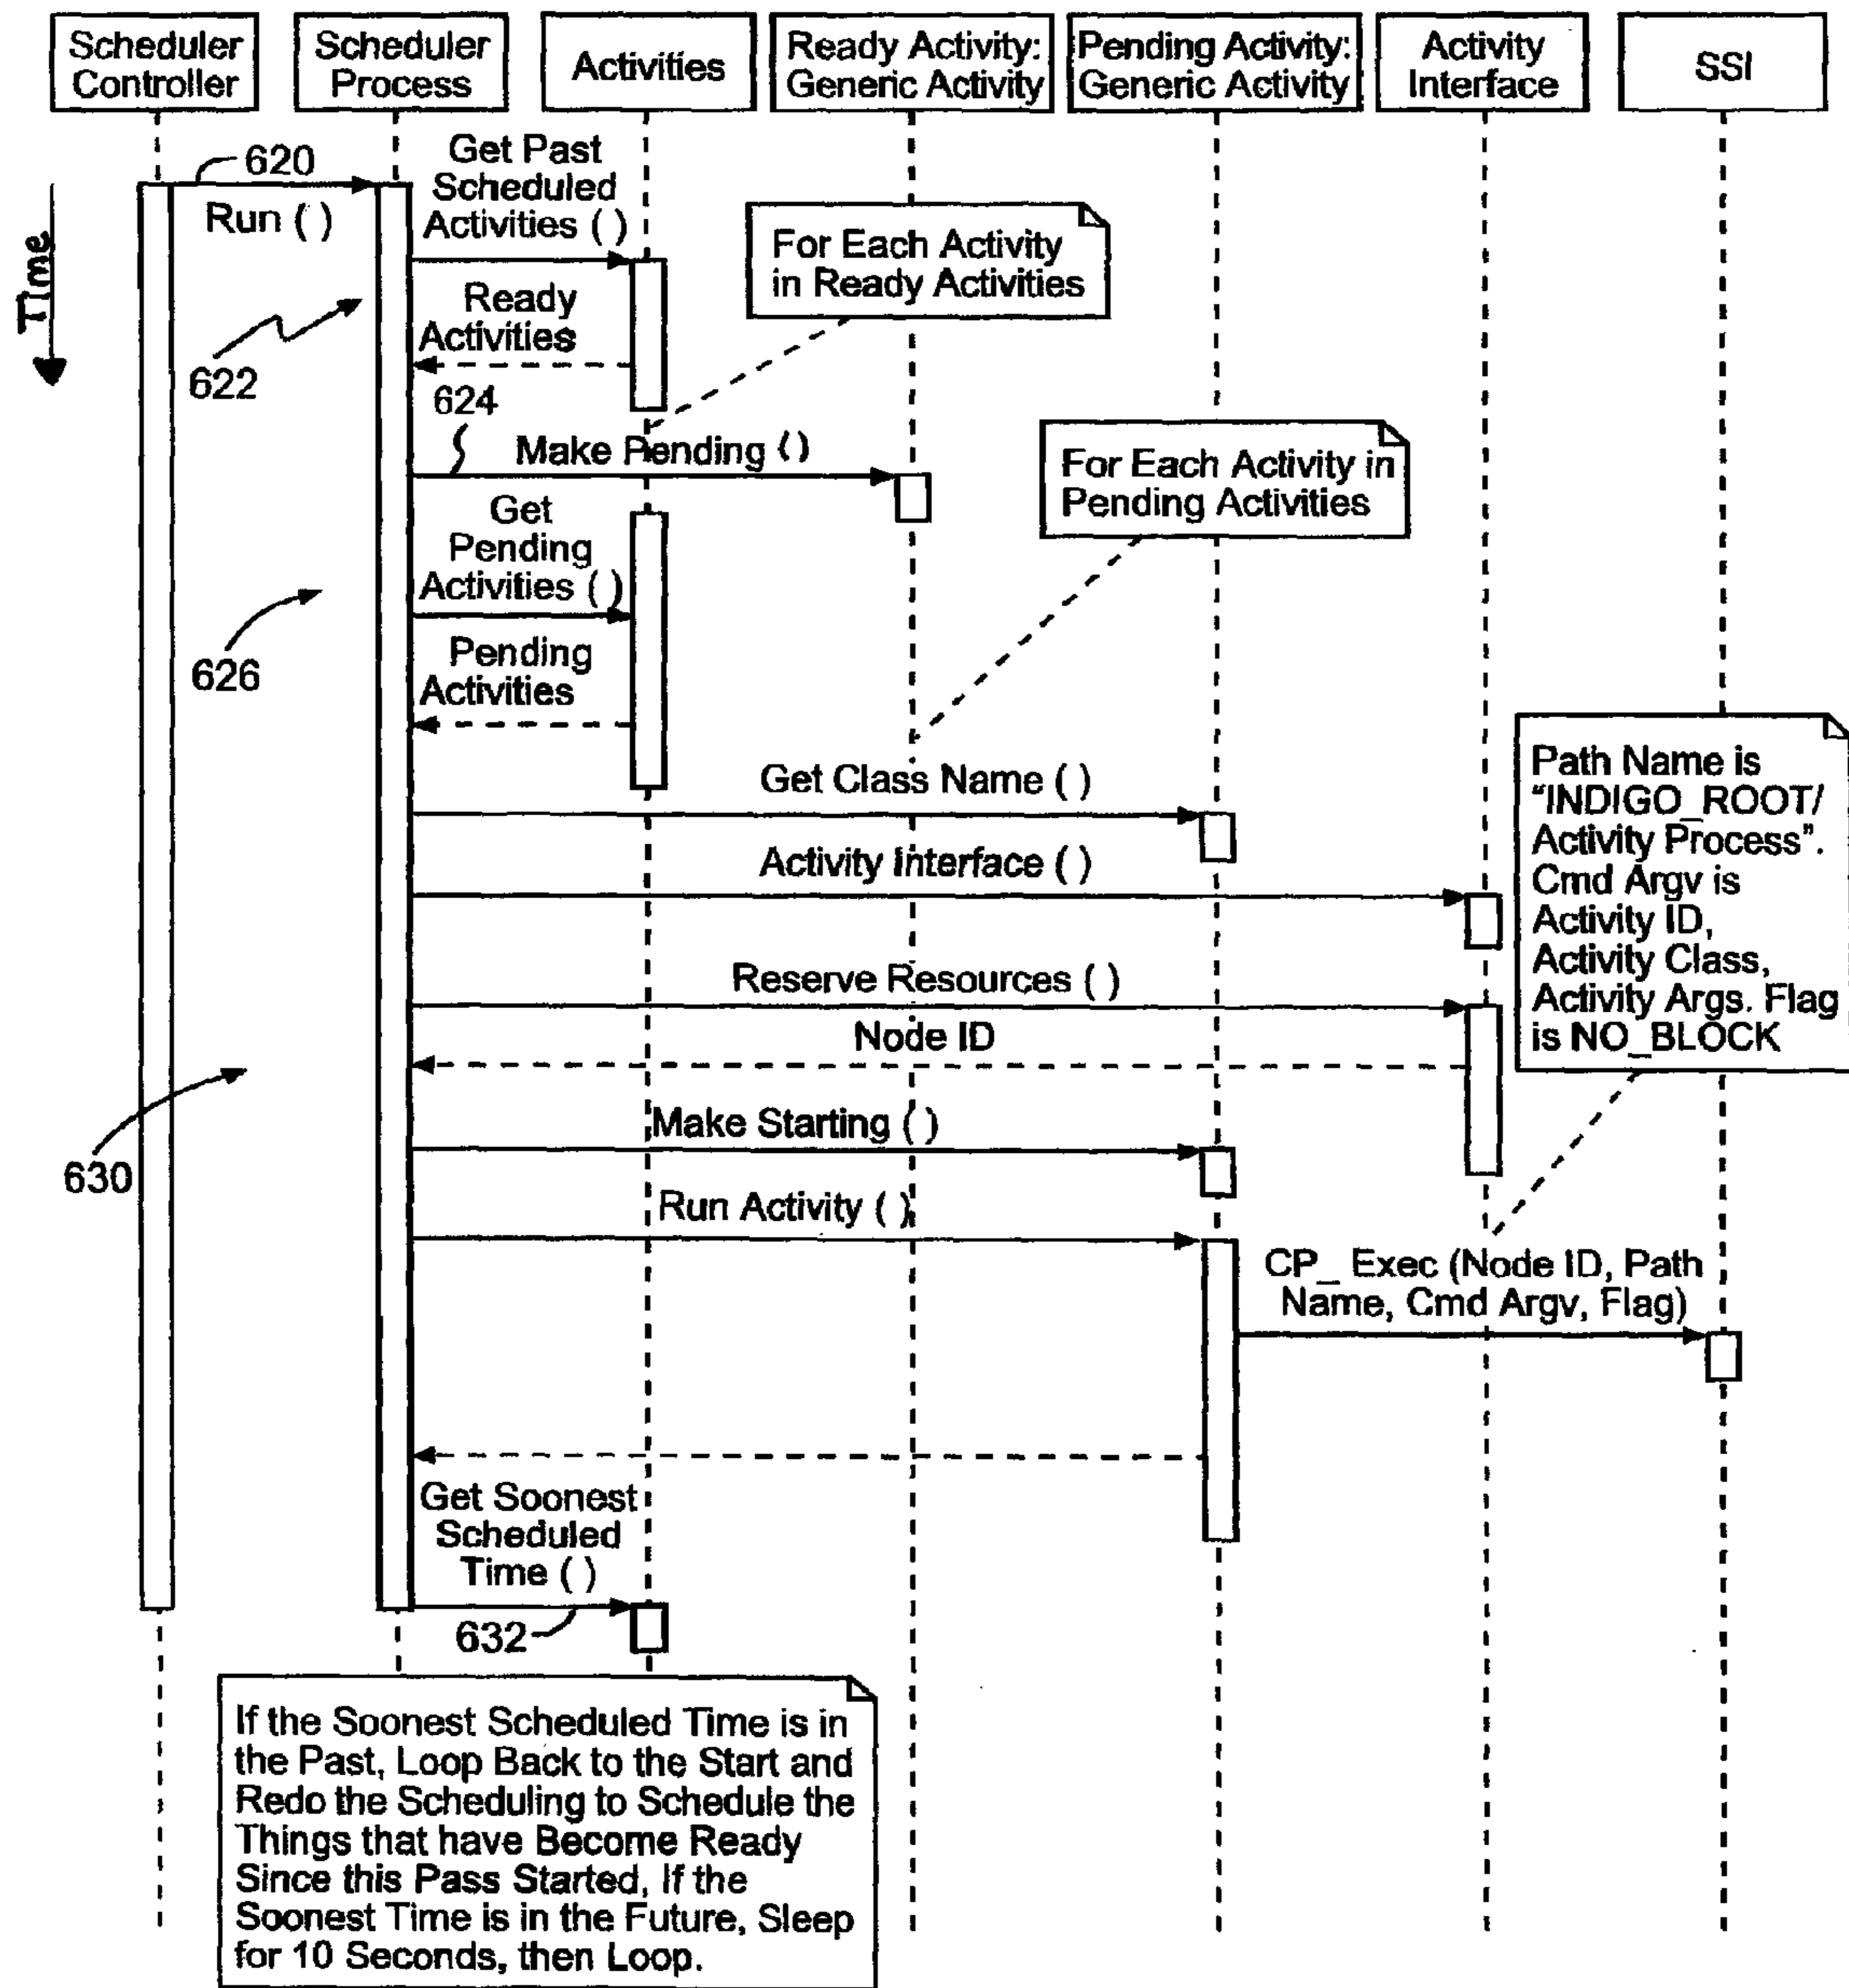 Scheduler
Controller
Scheduler
Process
Activities
Ready Activity:
Generic Activity
Pending Activity:
Generic Activity
Activity
Interface
SSI
Time
620
Run ( )
Get Past
Scheduled
Activities ( )
For Each Activity
in Ready Activities
622
Ready
Activities
624
Make Pending ( )
For Each Activity in
Pending Activities
Get
Pending
Activities ( )
626
Pending
Activities
Get Class Name ( )
Path Name is
“INDIGO_ROOT/
Activity Process”.
Cmd Argv is
Activity ID,
Activity Class,
Activity Args. Flag
is NO_BLOCK
Activity Interface ( )
Reserve Resources ( )
Node ID
630
Make Starting ( )
Run Activity ( )
CP_ Exec (Node ID, Path
Name, Cmd Argv, Flag)
Get Soonest
Scheduled
Time ( )
632
If the Soonest Scheduled Time is in
the Past, Loop Back to the Start and
Redo the Scheduling to Schedule the
Things that have Become Ready
Since this Pass Started, If the
Soonest Time is in the Future, Sleep
for 10 Seconds, then Loop.